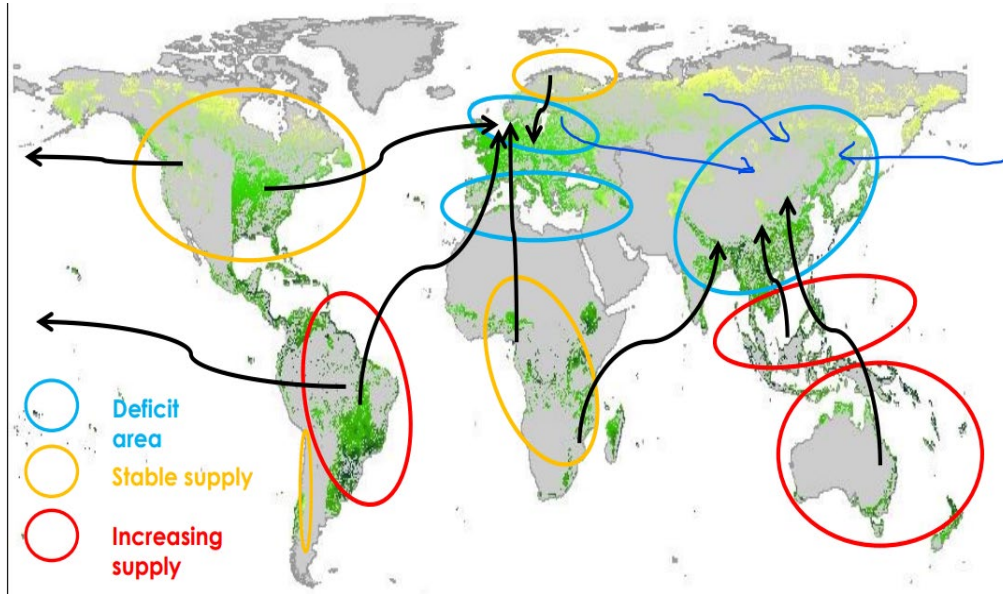 Deficit
area
Stable supply
Increasing
supply